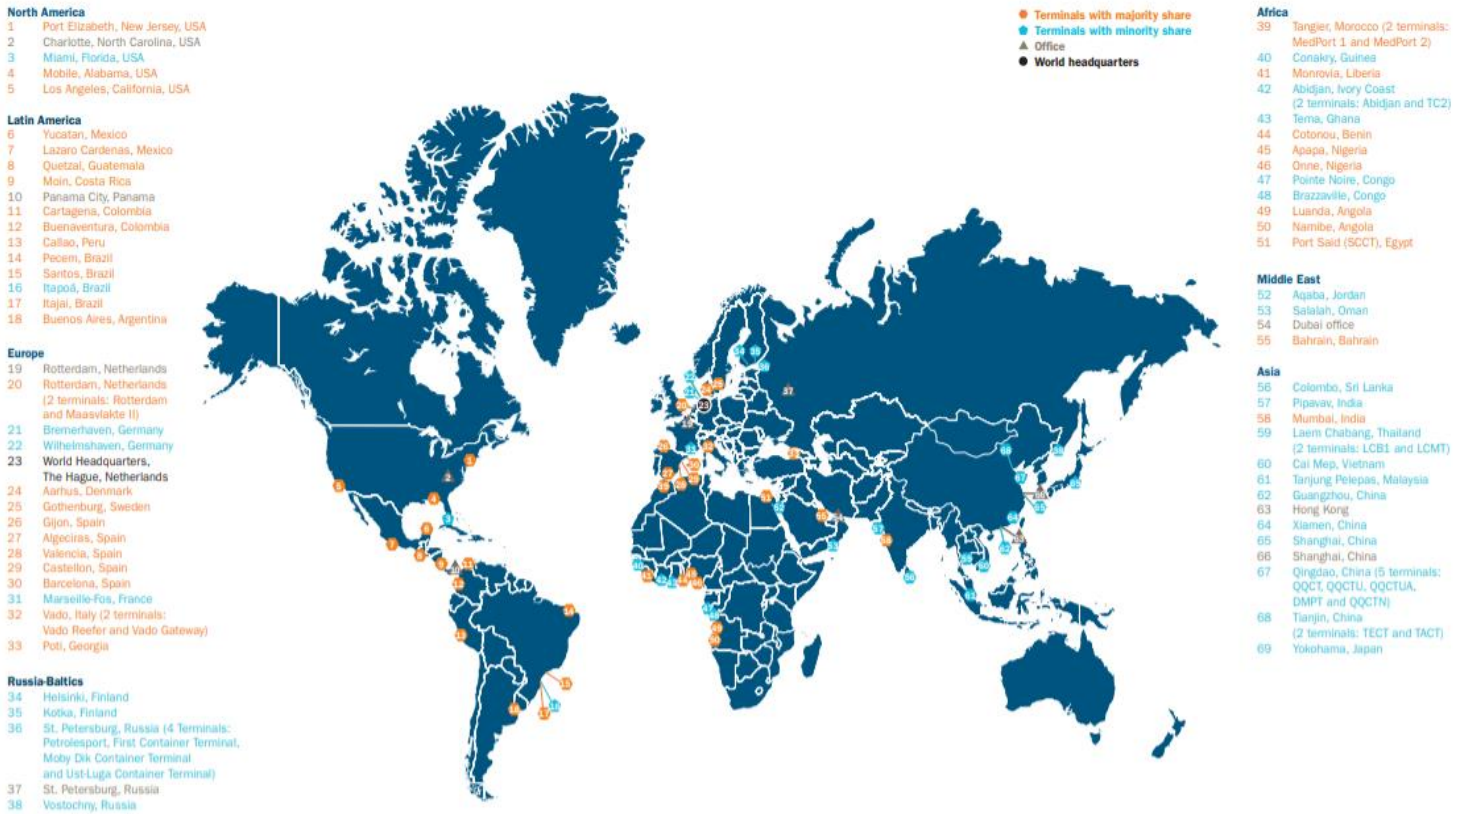 North America
1 Port Elizabeth, New Jersey, USA
2 Charlotte, North Carolina, USA
3 Miami, Florida, USA
4 Mobile, Alabama, USA
5 Los Angeles, California, USA
Latin America
6 Yucatan, Mexico
7 Lazaro Cardenas, Mexico
8 Quetzal, Guatemala
9 Moin, Costa Rica
10 Panama City, Panama
11 Cartagena, Colombia
12 Buenaventura, Colombia
13 Callao, Peru
14 Pecem, Brazil
15 Santos, Brazil
16 Itapoá, Brazil
17 Itajai, Brazil
18 Buenos Aires, Argentina
Europe
19 Rotterdam, Netherlands
20 Rotterdam, Netherlands
(2 terminals: Rotterdam
and Maasvlakte II)
21 Bremerhaven, Germany
22 Wilhelmshaven, Germany
23 World Headquarters,
The Hague, Netherlands
24 Aarhus, Denmark
25 Gothenburg, Sweden
26 Gijon, Spain
27 Algeciras, Spain
28 Valencia, Spain
29 Castellon, Spain
30 Barcelona, Spain
31 Marseille-Fos, France
32 Vado, Italy (2 terminals:
Vado Reefer and Vado Gateway)
33 Poti, Georgia
Russia-Baltics
34 Helsinki, Finland
35 Kotka, Finland
36 St. Petersburg, Russia (4 Terminals:
Petrolesport, First Container Terminal,
Moby Dik Container Terminal
and Ust-Luga Container Terminal)
37 St. Petersburg, Russia
38 Vostochny, Russia
Terminals with majority share
Terminals with minority share
Office
World headquarters
Africa
39 Tangier, Morocco (2 terminals:
MedPort 1 and MedPort 2)
40 Conakry, Guinea
41 Monrovia, Liberia
42 Abidjan, Ivory Coast
(2 terminals: Abidjan and TC2)
43 Tema, Ghana
44 Cotonou, Benin
45 Apapa, Nigeria
46 Onne, Nigeria
47 Pointe Noire, Congo
48 Brazzaville, Congo
49 Luanda, Angola
50 Namibe, Angola
51 Port Said (SCCT), Egypt
Middle East
52 Aqaba, Jordan
53 Salalah, Oman
54 Dubai office
55 Bahrain, Bahrain
Asia
56 Colombo, Sri Lanka
57 Pipavav, India
58 Mumbai, India
59 Laem Chabang, Thailand
(2 terminals: LCB1 and LCMT)
60 Cai Mep, Vietnam
61 Tanjung Pelepas, Malaysia
62 Guangzhou, China
63 Hong Kong
64 Xiamen, China
65 Shanghai, China
66 Shanghai, China
67 Qingdao, China (5 terminals:
QQCT, QQCTU, QQCTUA,
DMPT and QQCTN)
68 Tianjin, China
(2 terminals: TECT and TACT)
69 Yokohama, Japan